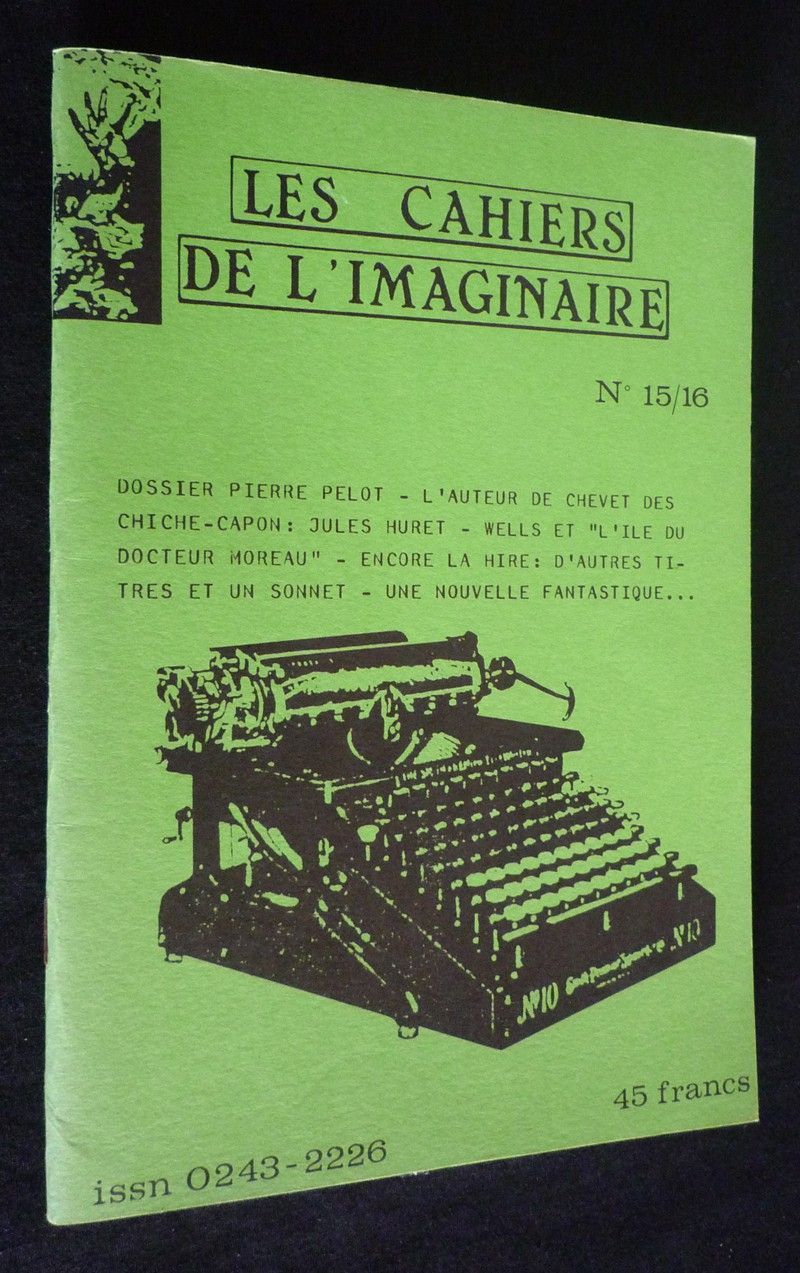 LES CAHIERS
DE L'IMAGINAIRE
N° 15/16
DOSSIER PIERRE PELOT - L'AUTEUR DE CHEVET DES
CHICHE-CAPON: JULES HURET - WELLS ET "L'ILE DU
DOCTEUR MOREAU" - ENCORE LA HIRE: D'AUTRES TI-
TRES ET UN SONNET - UNE NOUVELLE FANTASTIQUE...
Nº10 Nº10
45 francs
issn 0243-2226